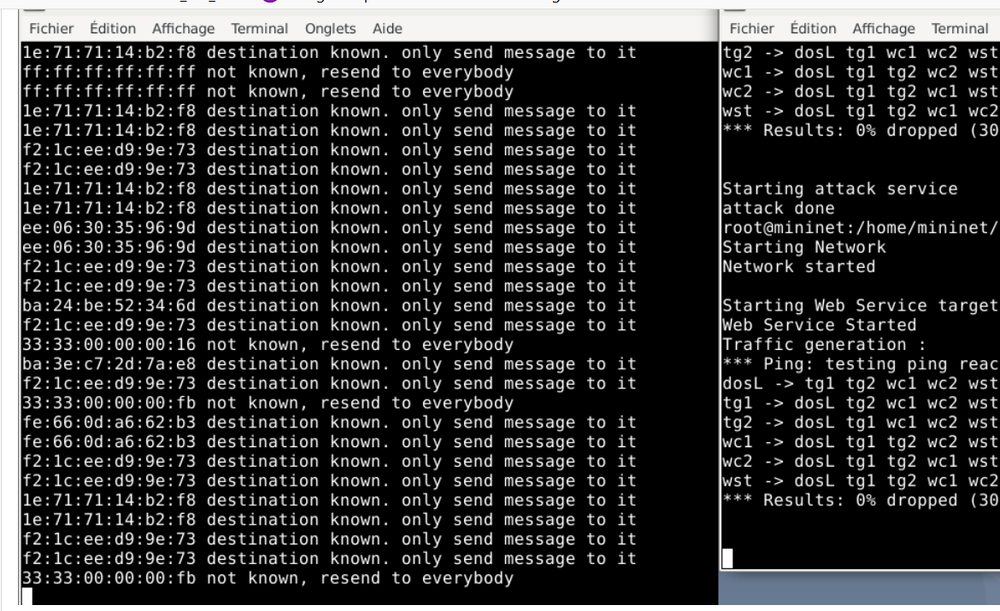 Fichier Édition Affichage Terminal Onglets Aide
1e:71:71:14:b2:f8 destination known. only send message to it
ff:ff:ff:ff:ff:ff not known, resend to everybody
ff:ff:ff:ff:ff:ff not known, resend to everybody
1e:71:71:14:b2:f8 destination known. only send message to it
1e:71:71:14:b2:f8 destination known. only send message to it
f2:1c:ee:d9:9e:73 destination known. only send message to it
f2:1c:ee:d9:9e:73 destination known. only send message to it
1e:71:71:14:b2:f8 destination known. only send message to it
1e:71:71:14:b2:f8 destination known. only send message to it
ee:06:30:35:96:9d destination known. only send message to it
ee:06:30:35:96:9d destination known. only send message to it
f2:1c:ee:d9:9e:73 destination known. only send message to it
f2:1c:ee:d9:9e:73 destination known. only send message to it
ba:24:be:52:34:6d destination known. only send message to it
f2:1c:ee:d9:9e:73 destination known. only send message to it
33:33:00:00:00:16 not known, resend to everybody
ba:3e:c7:2d:7a:e8 destination known. only send message to it
f2:1c:ee:d9:9e:73 destination known. only send message to it
33:33:00:00:00:fb not known, resend to everybody
fe:66:0d:a6:62:b3 destination known. only send message to it
fe:66:0d:a6:62:b3 destination known. only send message to it
f2:1c:ee:d9:9e:73 destination known. only send message to it
f2:1c:ee:d9:9e:73 destination known. only send message to it
1e:71:71:14:b2:f8 destination known. only send message to it
1e:71:71:14:b2:f8 destination known. only send message to it
f2:1c:ee:d9:9e:73 destination known. only send message to it
f2:1c:ee:d9:9e:73 destination known. only send message to it
33:33:00:00:00:fb not known, resend to everybody
Fichier Édition Affichage Terminal
tg2 -> dosL tg1 wc1 wc2 wst
wc1 -> dosL tg1 tg2 wc2 wst
wc2 -> dosL tg1 tg2 wc1 wst
wst -> dosL tg1 tg2 wc1 wc2
*** Results: 0% dropped (30
Starting attack service
attack done
root@mininet:/home/mininet/
Starting Network
Network started
Starting Web Service target
Web Service Started
Traffic generation :
*** Ping: testing ping reac
dosL -> tg1 tg2 wc1 wc2 wst
tg1 -> dosL tg2 wc1 wc2 wst
tg2 -> dosL tg1 wc1 wc2 wst
wc1 -> dosL tg1 tg2 wc2 wst
wc2 -> dosL tg1 tg2 wc1 wst
wst -> dosL tg1 tg2 wc1 wc2
*** Results: 0% dropped (30